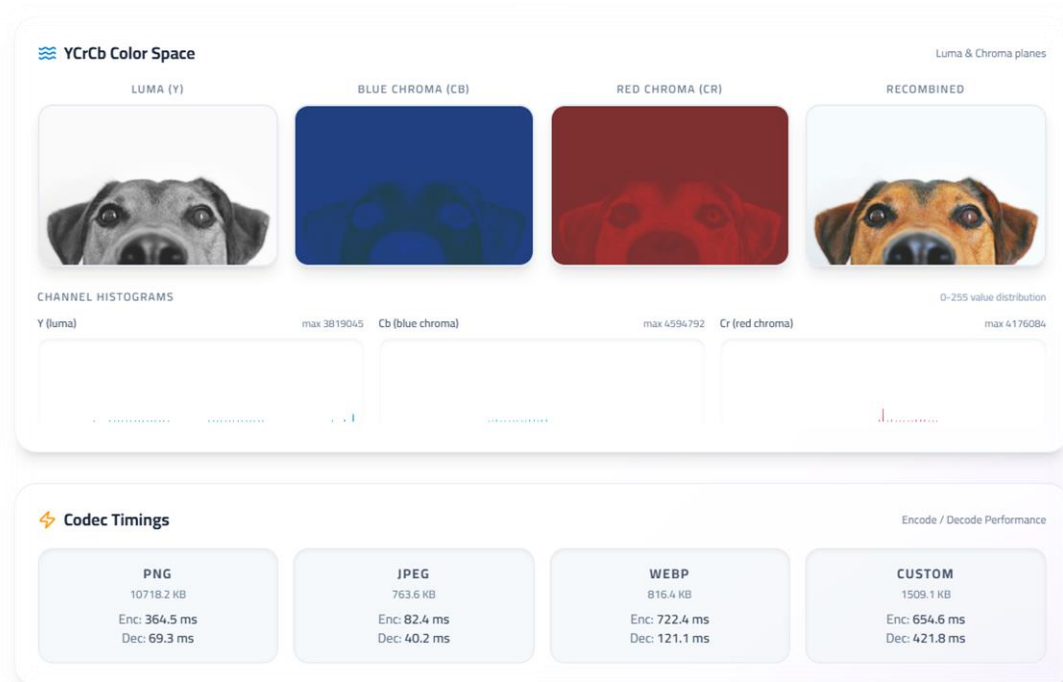 YCrCb Color Space
Luma & Chroma planes
LUMA (Y)
BLUE CHROMA (CB)
RED CHROMA (CR)
RECOMBINED
CHANNEL HISTOGRAMS
0-255 value distribution
Y (luma)
max 3819045
Cb (blue chroma)
max 4594792
Cr (red chroma)
max 4176084
Codec Timings
Encode / Decode Performance
PNG
10718.2 KB
Enc: 364.5 ms
Dec: 69.3 ms
JPEG
763.6 KB
Enc: 82.4 ms
Dec: 40.2 ms
WEBP
816.4 KB
Enc: 722.4 ms
Dec: 121.1 ms
CUSTOM
1509.1 KB
Enc: 654.6 ms
Dec: 421.8 ms